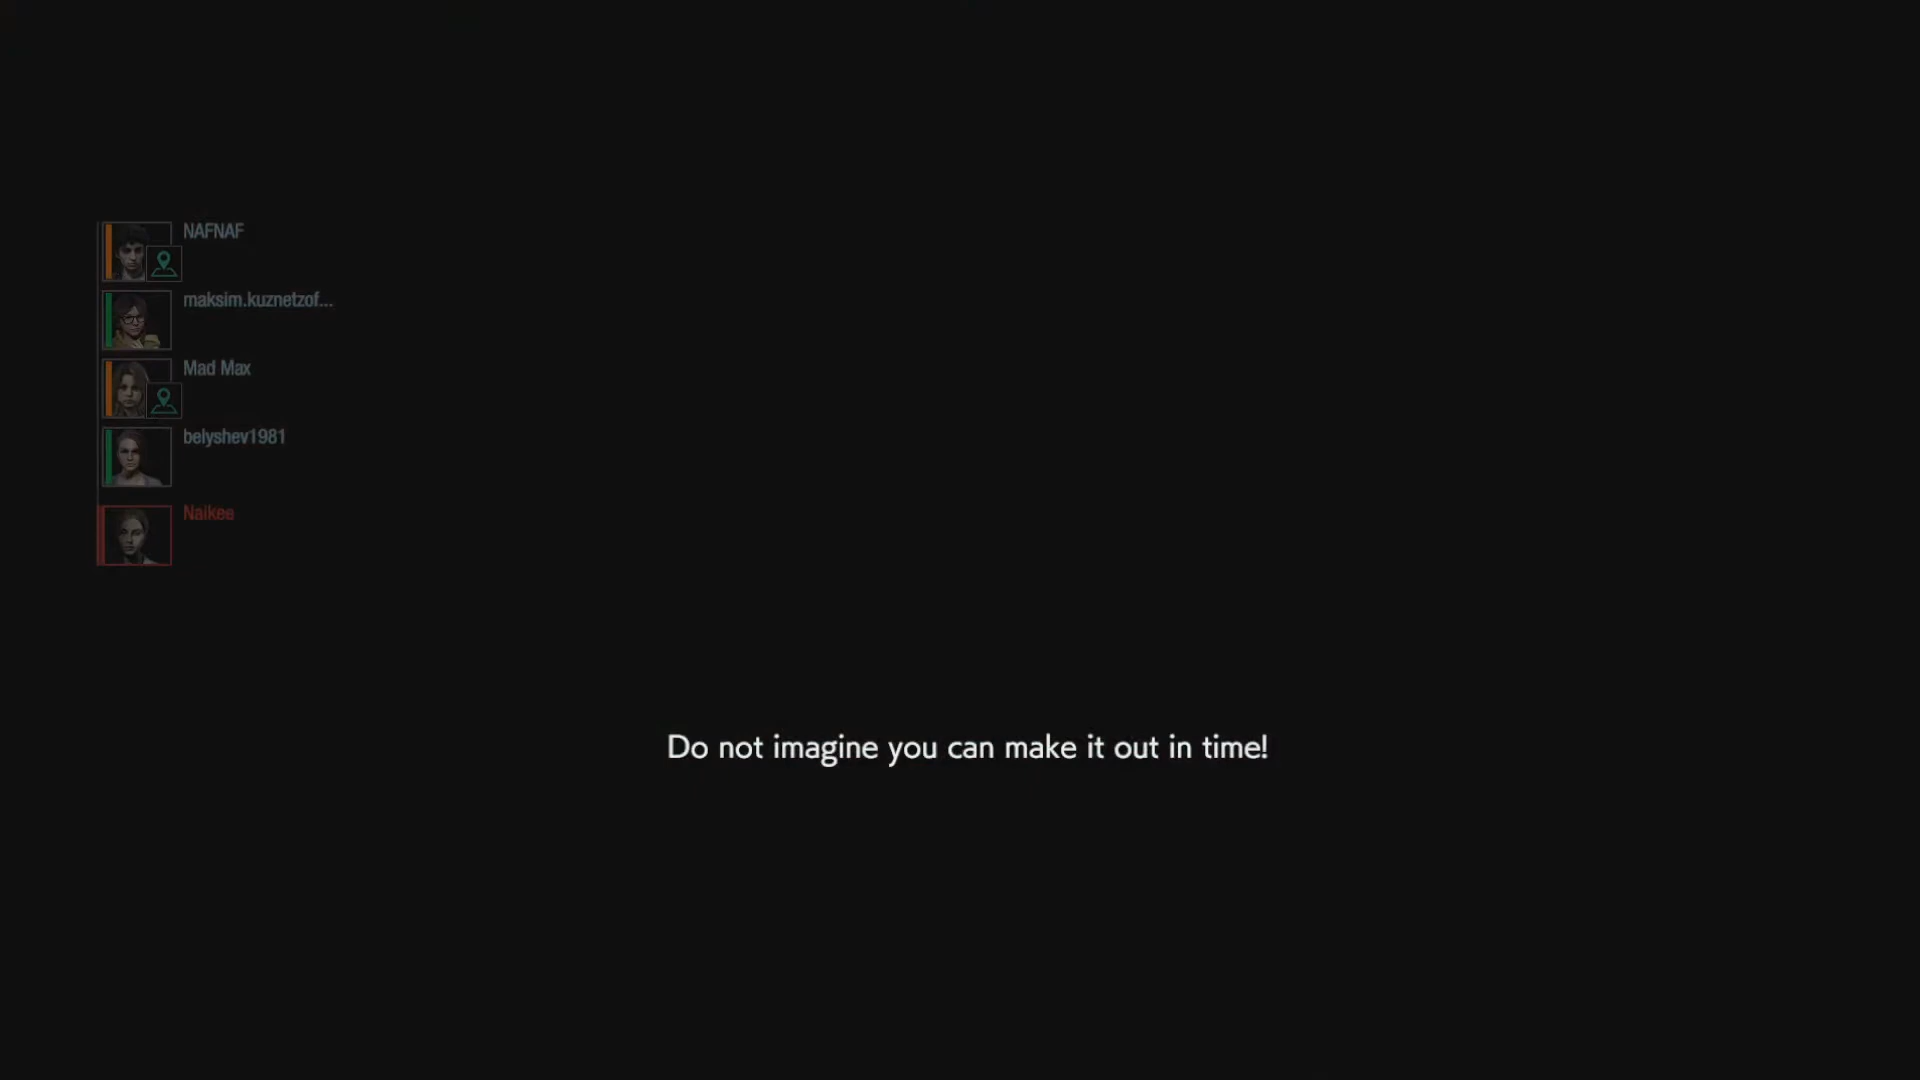 NAFNAF
maksim.kuznetzof...
Mad Max
belyshev1981
Naikee
Do not imagine you can make it out in time!